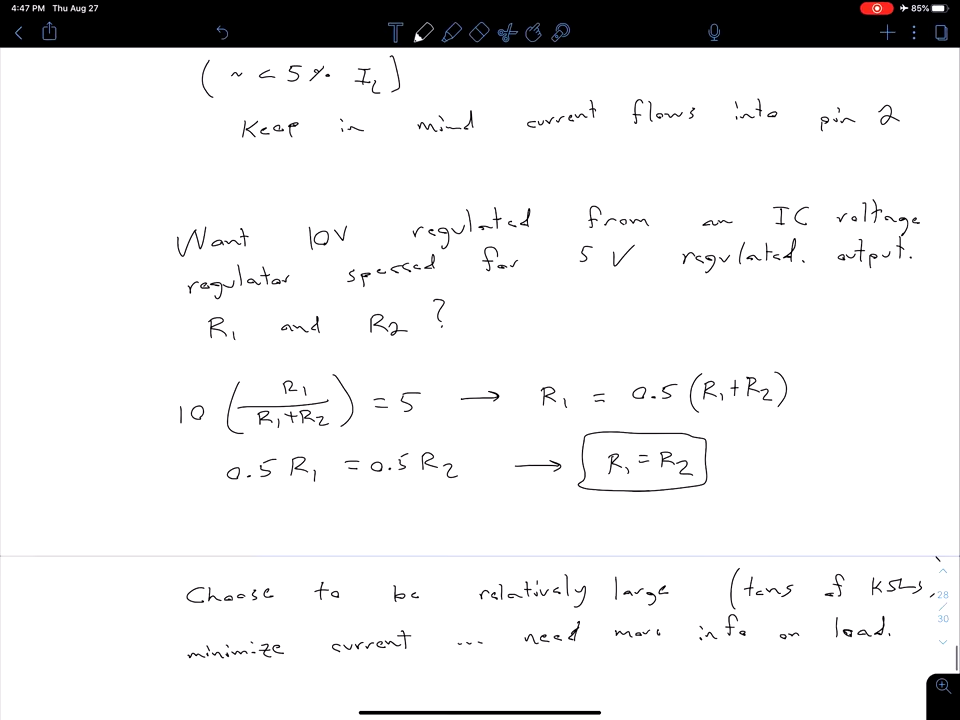 4:47 PM Thu Aug 27
85%
(~ < 5% I_L)
Keep in mind current flows into pin 2
Want 10V regulated from an IC voltage
regulator specced for 5 V regulated. output.
R₁ and R₂ ?
10 (R₁ / (R₁+R₂)) = 5 → R₁ = 0.5 (R₁+R₂)
0.5 R₁ = 0.5 R₂ → R₁ = R₂
Choose to be relatively large (tens of KΩs,
minimize current ... need more info on load.
28
/
30